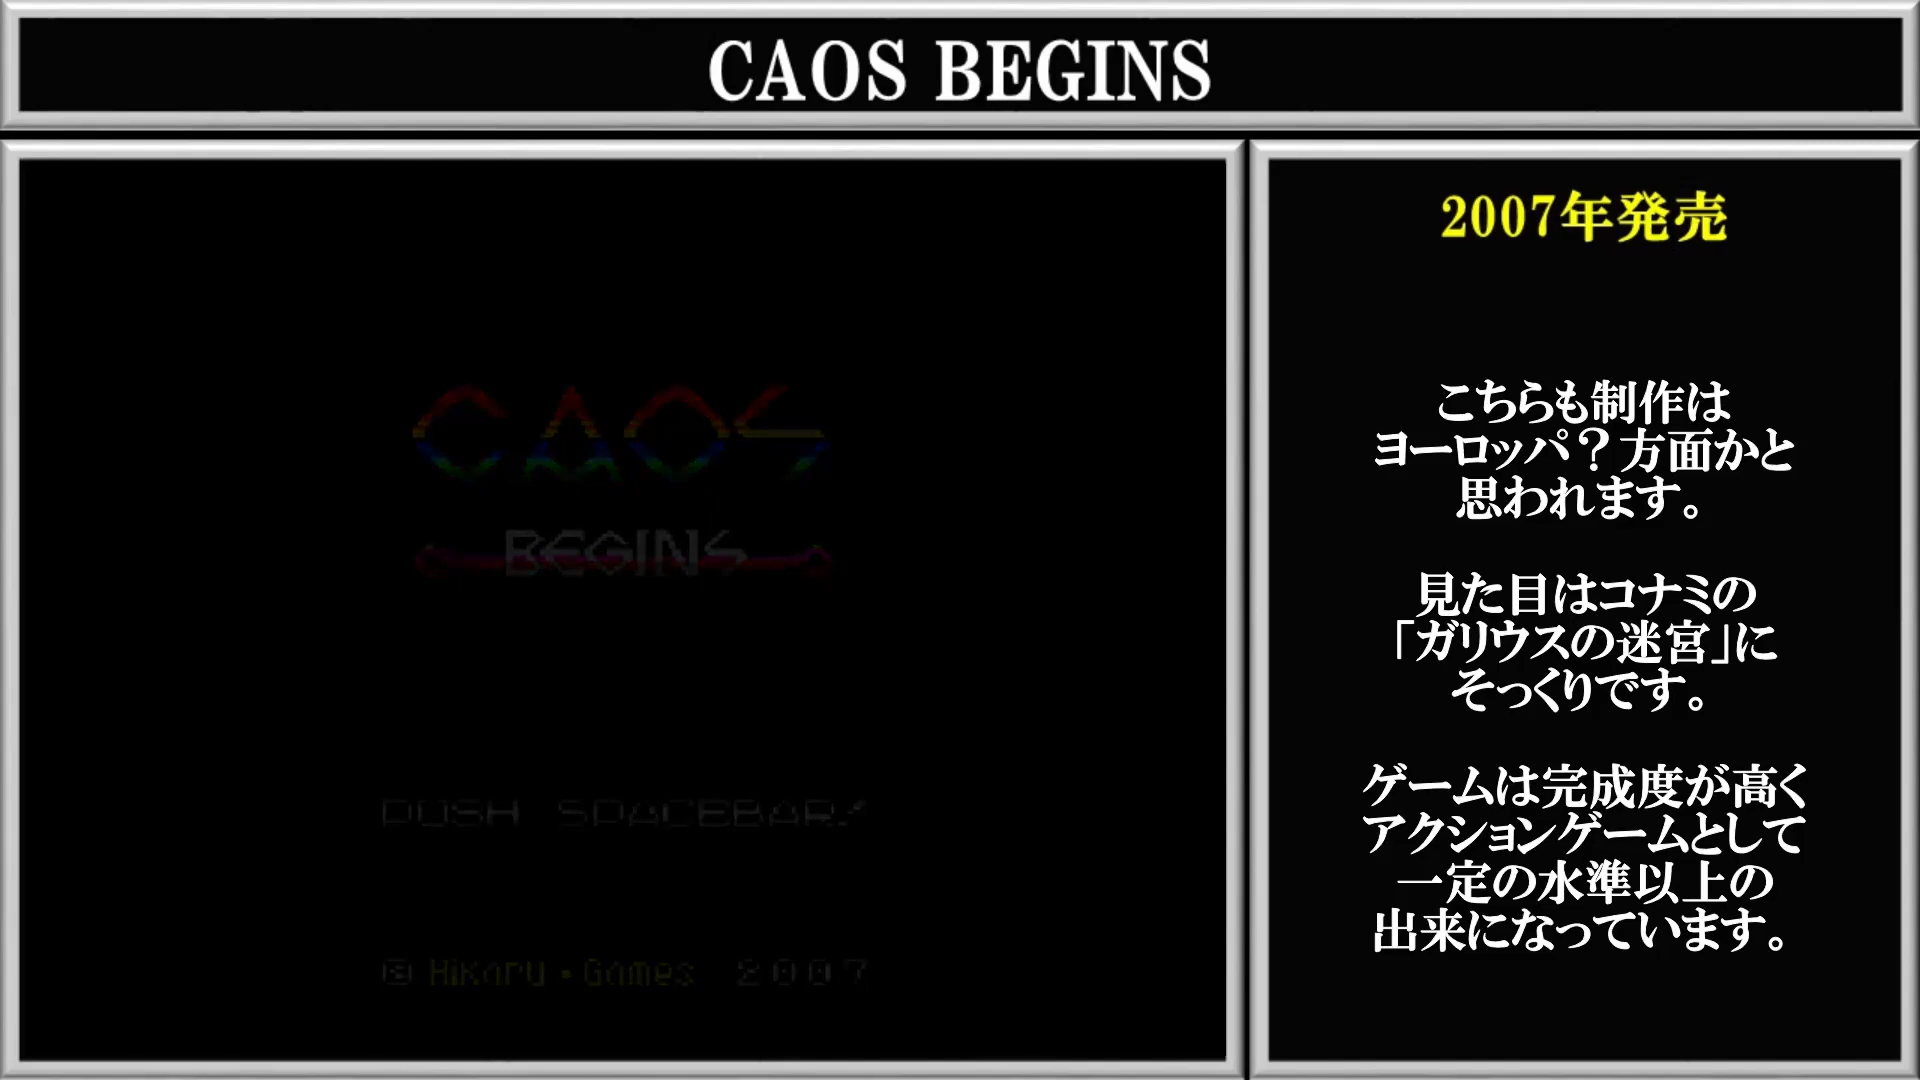 CAOS BEGINS
CAOS
BEGINS
PUSH SPACEBAR!
© Hikaru・Games 2007
2007年発売
こちらも制作は
ヨーロッパ？方面かと
思われます。
見た目はコナミの
「ガリウスの迷宮」に
そっくりです。
ゲームは完成度が高く
アクションゲームとして
一定の水準以上の
出来になっています。